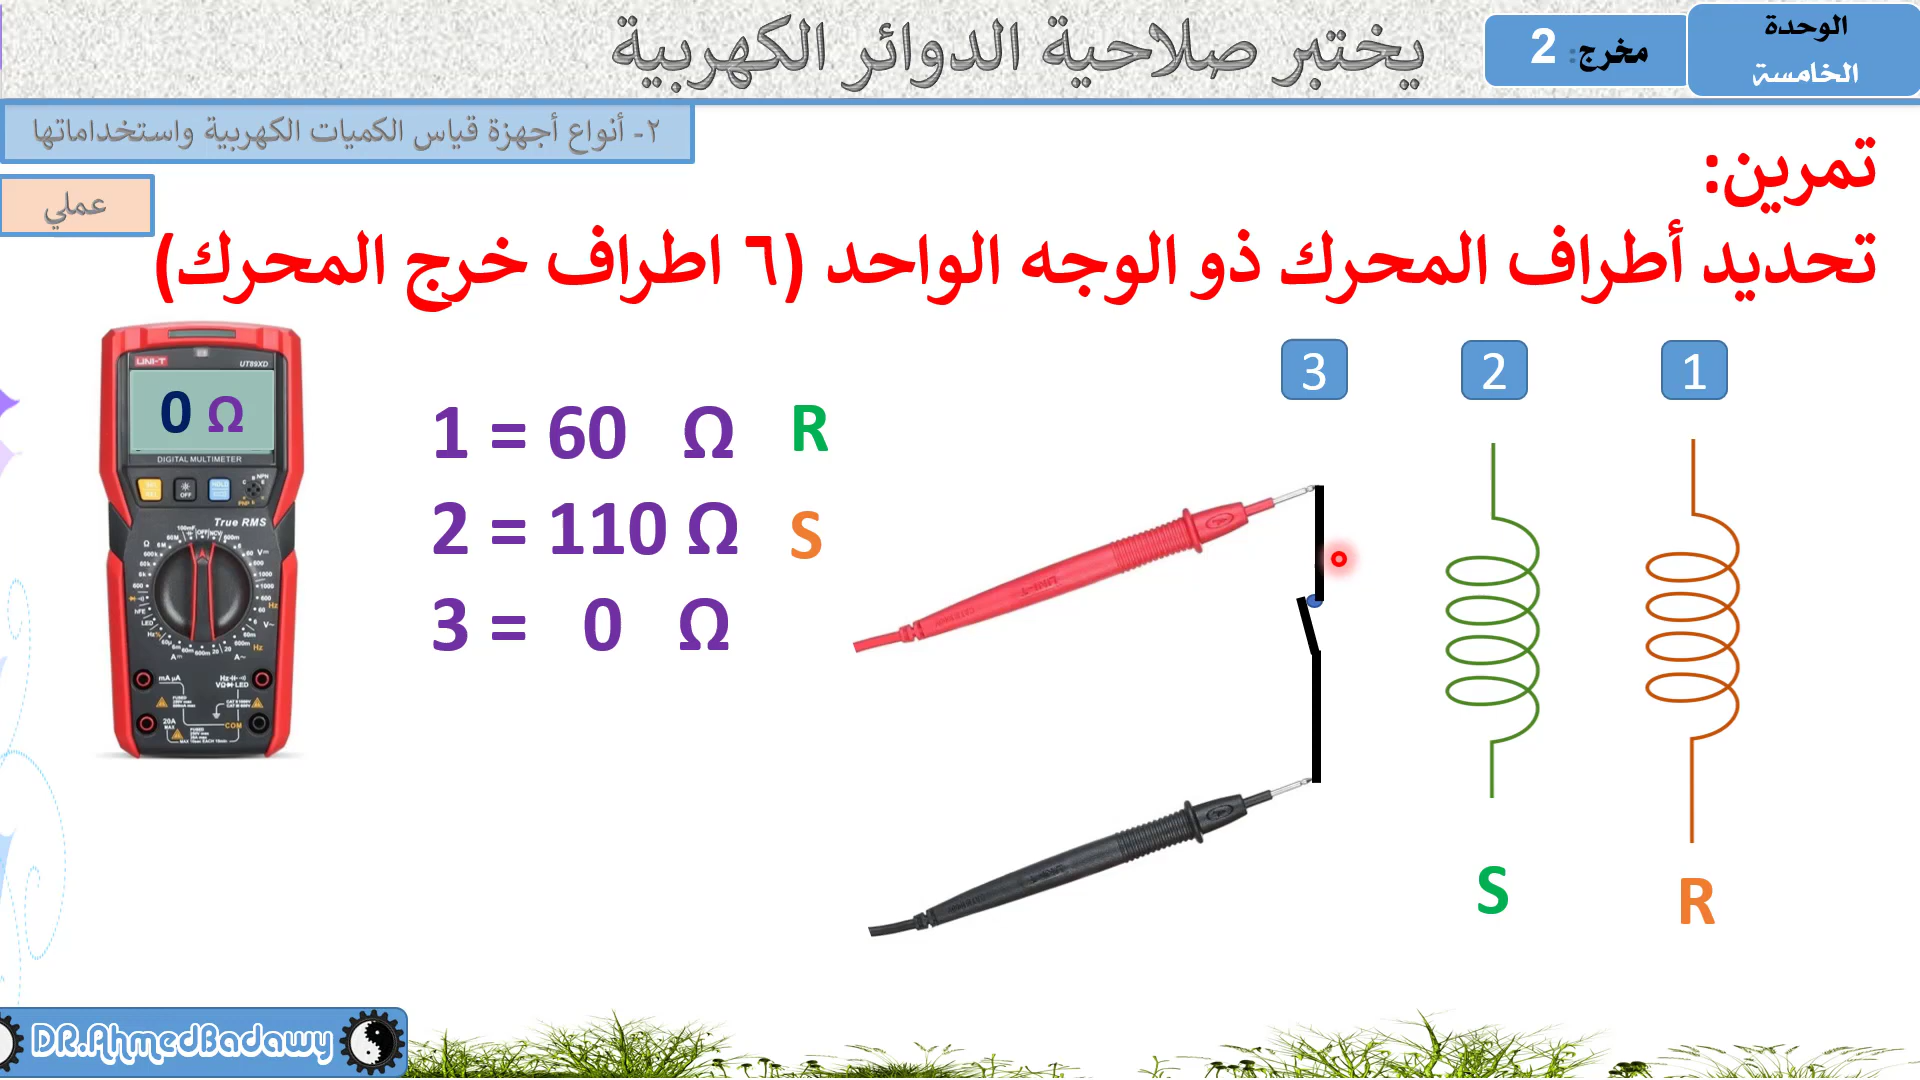 الوحدة
الخامسة
مخرج: 2
يختبر صلاحية الدوائر الكهربية
٢- أنواع أجهزة قياس الكميات الكهربية واستخداماتها
عملي
تمرين:
تحديد أطراف المحرك ذو الوجه الواحد (٦ اطراف خرج المحرك)
3
2
1
UNI-T
UT89XD
0 Ω
DIGITAL MULTIMETER
True RMS
1 = 60 Ω R
2 = 110 Ω S
3 = 0 Ω
S
R
DR.AhmedBadawy